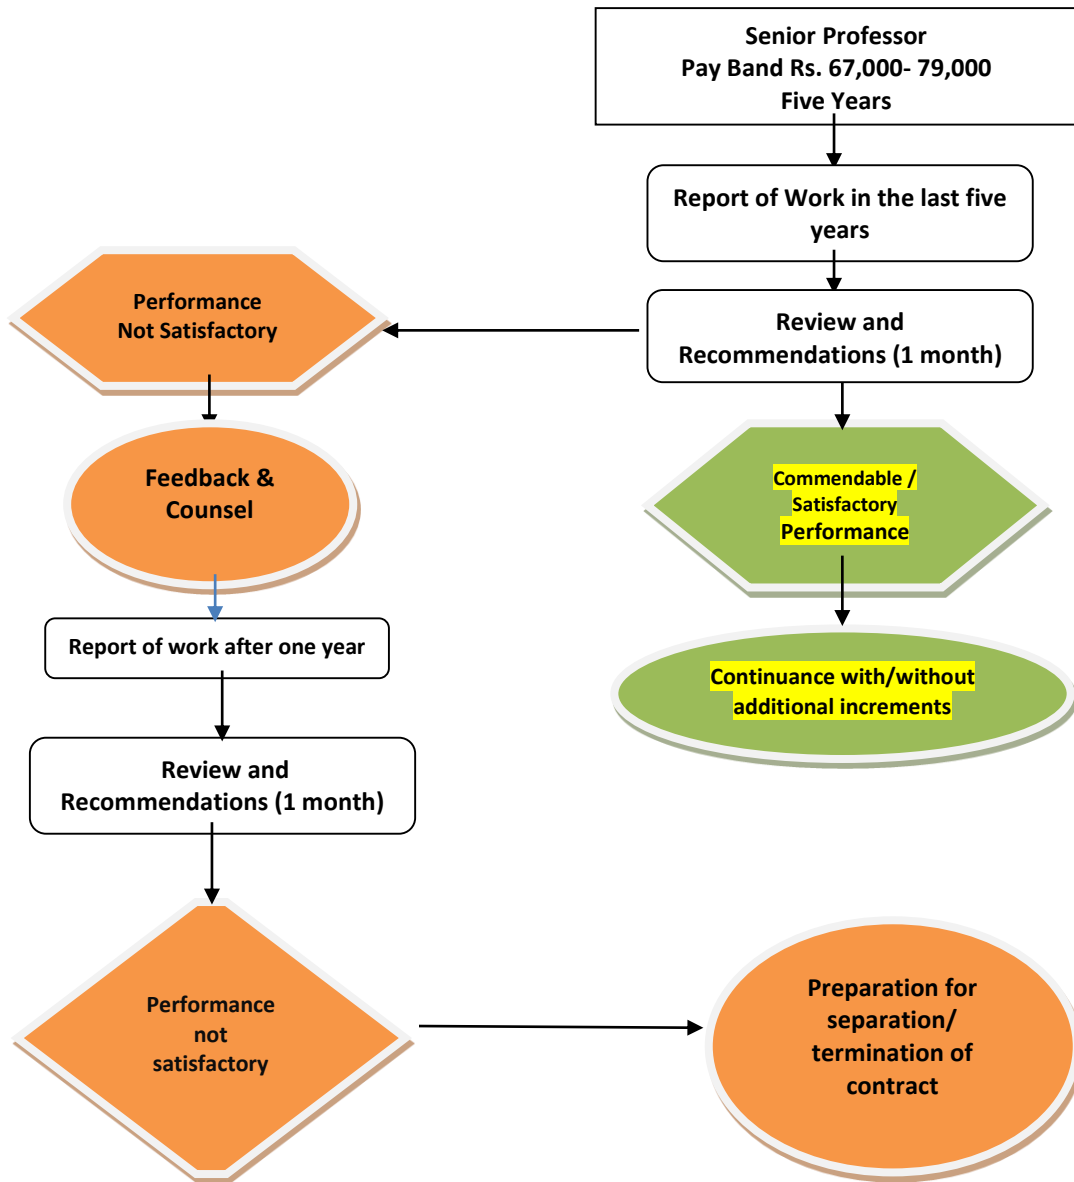 Senior Professor
Pay Band Rs. 67,000- 79,000
Five Years
Report of Work in the last five
years
Review and
Recommendations (1 month)
Performance
Not Satisfactory
Feedback &
Counsel
Commendable /
Satisfactory
Performance
Report of work after one year
Continuance with/without
additional increments
Review and
Recommendations (1 month)
Performance
not
satisfactory
Preparation for
separation/
termination of
contract